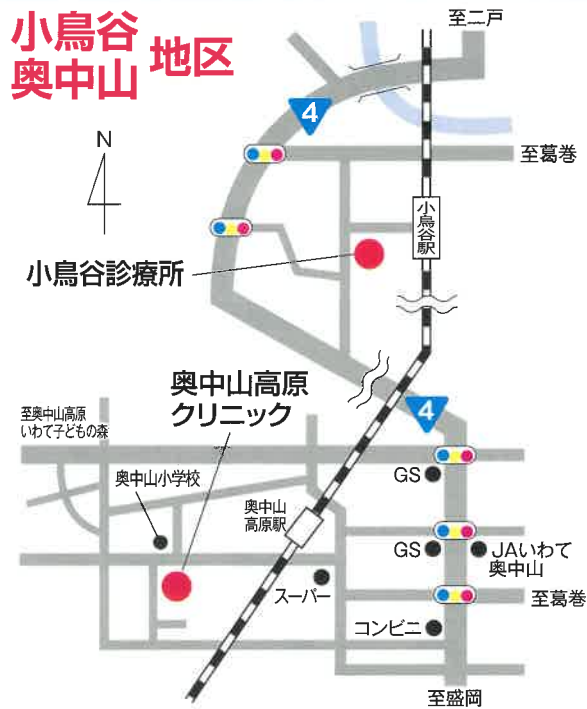 小鳥谷
奥中山
地区
至二戸
4
N
至葛巻
小鳥谷駅
小鳥谷診療所
奥中山高原
クリニック
4
至奥中山高原
いわて子どもの森
奥中山小学校
奥中山
高原駅
GS
GS
JAいわて
奥中山
スーパー
至葛巻
コンビニ
至盛岡